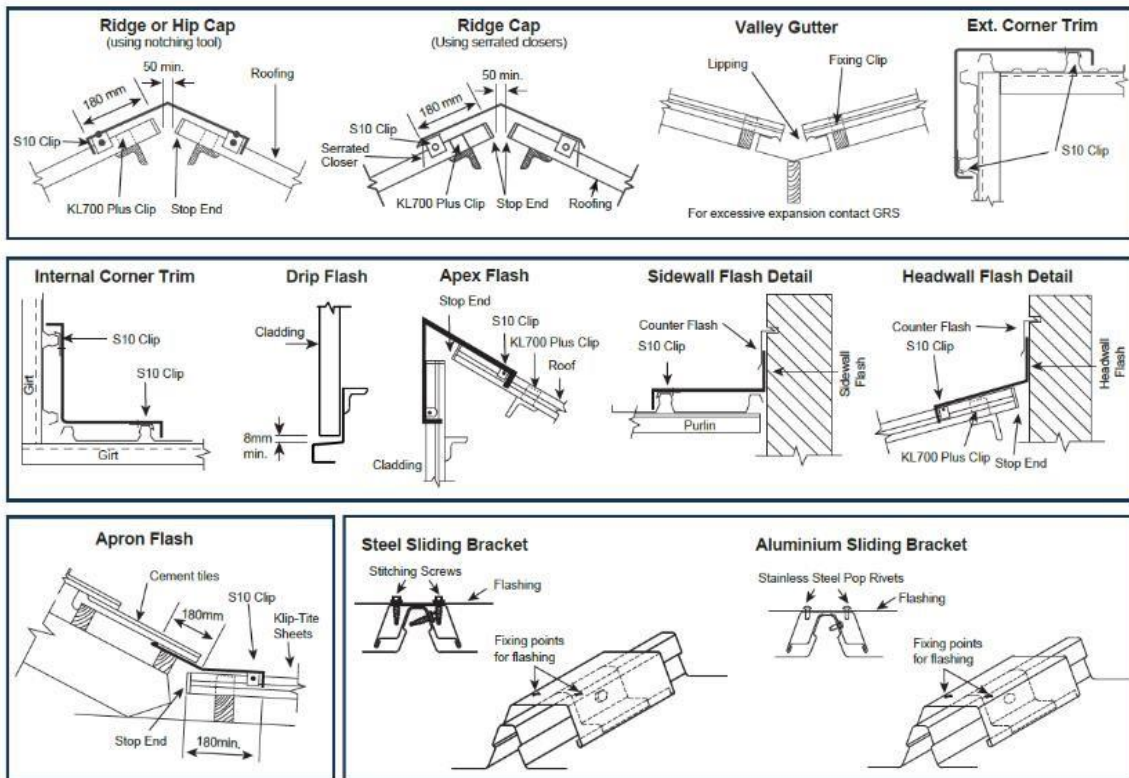 Ridge or Hip Cap
(using notching tool)
50 min.
180 mm
Roofing
S10 Clip
KL700 Plus Clip
Stop End
Ridge Cap
(Using serrated closers)
50 min.
180 mm
S10 Clip
Serrated
Closer
KL700 Plus Clip
Stop End
Roofing
Valley Gutter
Lipping
Fixing Clip
For excessive expansion contact GRS
Ext. Corner Trim
S10 Clip
Internal Corner Trim
S10 Clip
S10 Clip
Girt
Girt
Drip Flash
Cladding
8mm
min.
Apex Flash
Stop End
S10 Clip
KL700 Plus Clip
Roof
Cladding
Sidewall Flash Detail
Counter Flash
S10 Clip
Sidewall
Flash
Purlin
Headwall Flash Detail
Counter Flash
S10 Clip
Headwall
Flash
KL700 Plus Clip
Stop End
Apron Flash
Cement tiles
S10 Clip
180mm
Klip-Tite
Sheets
Stop End
180min.
Steel Sliding Bracket
Stitching Screws
Flashing
Fixing points
for flashing
Aluminium Sliding Bracket
Stainless Steel Pop Rivets
Flashing
Fixing points
for flashing